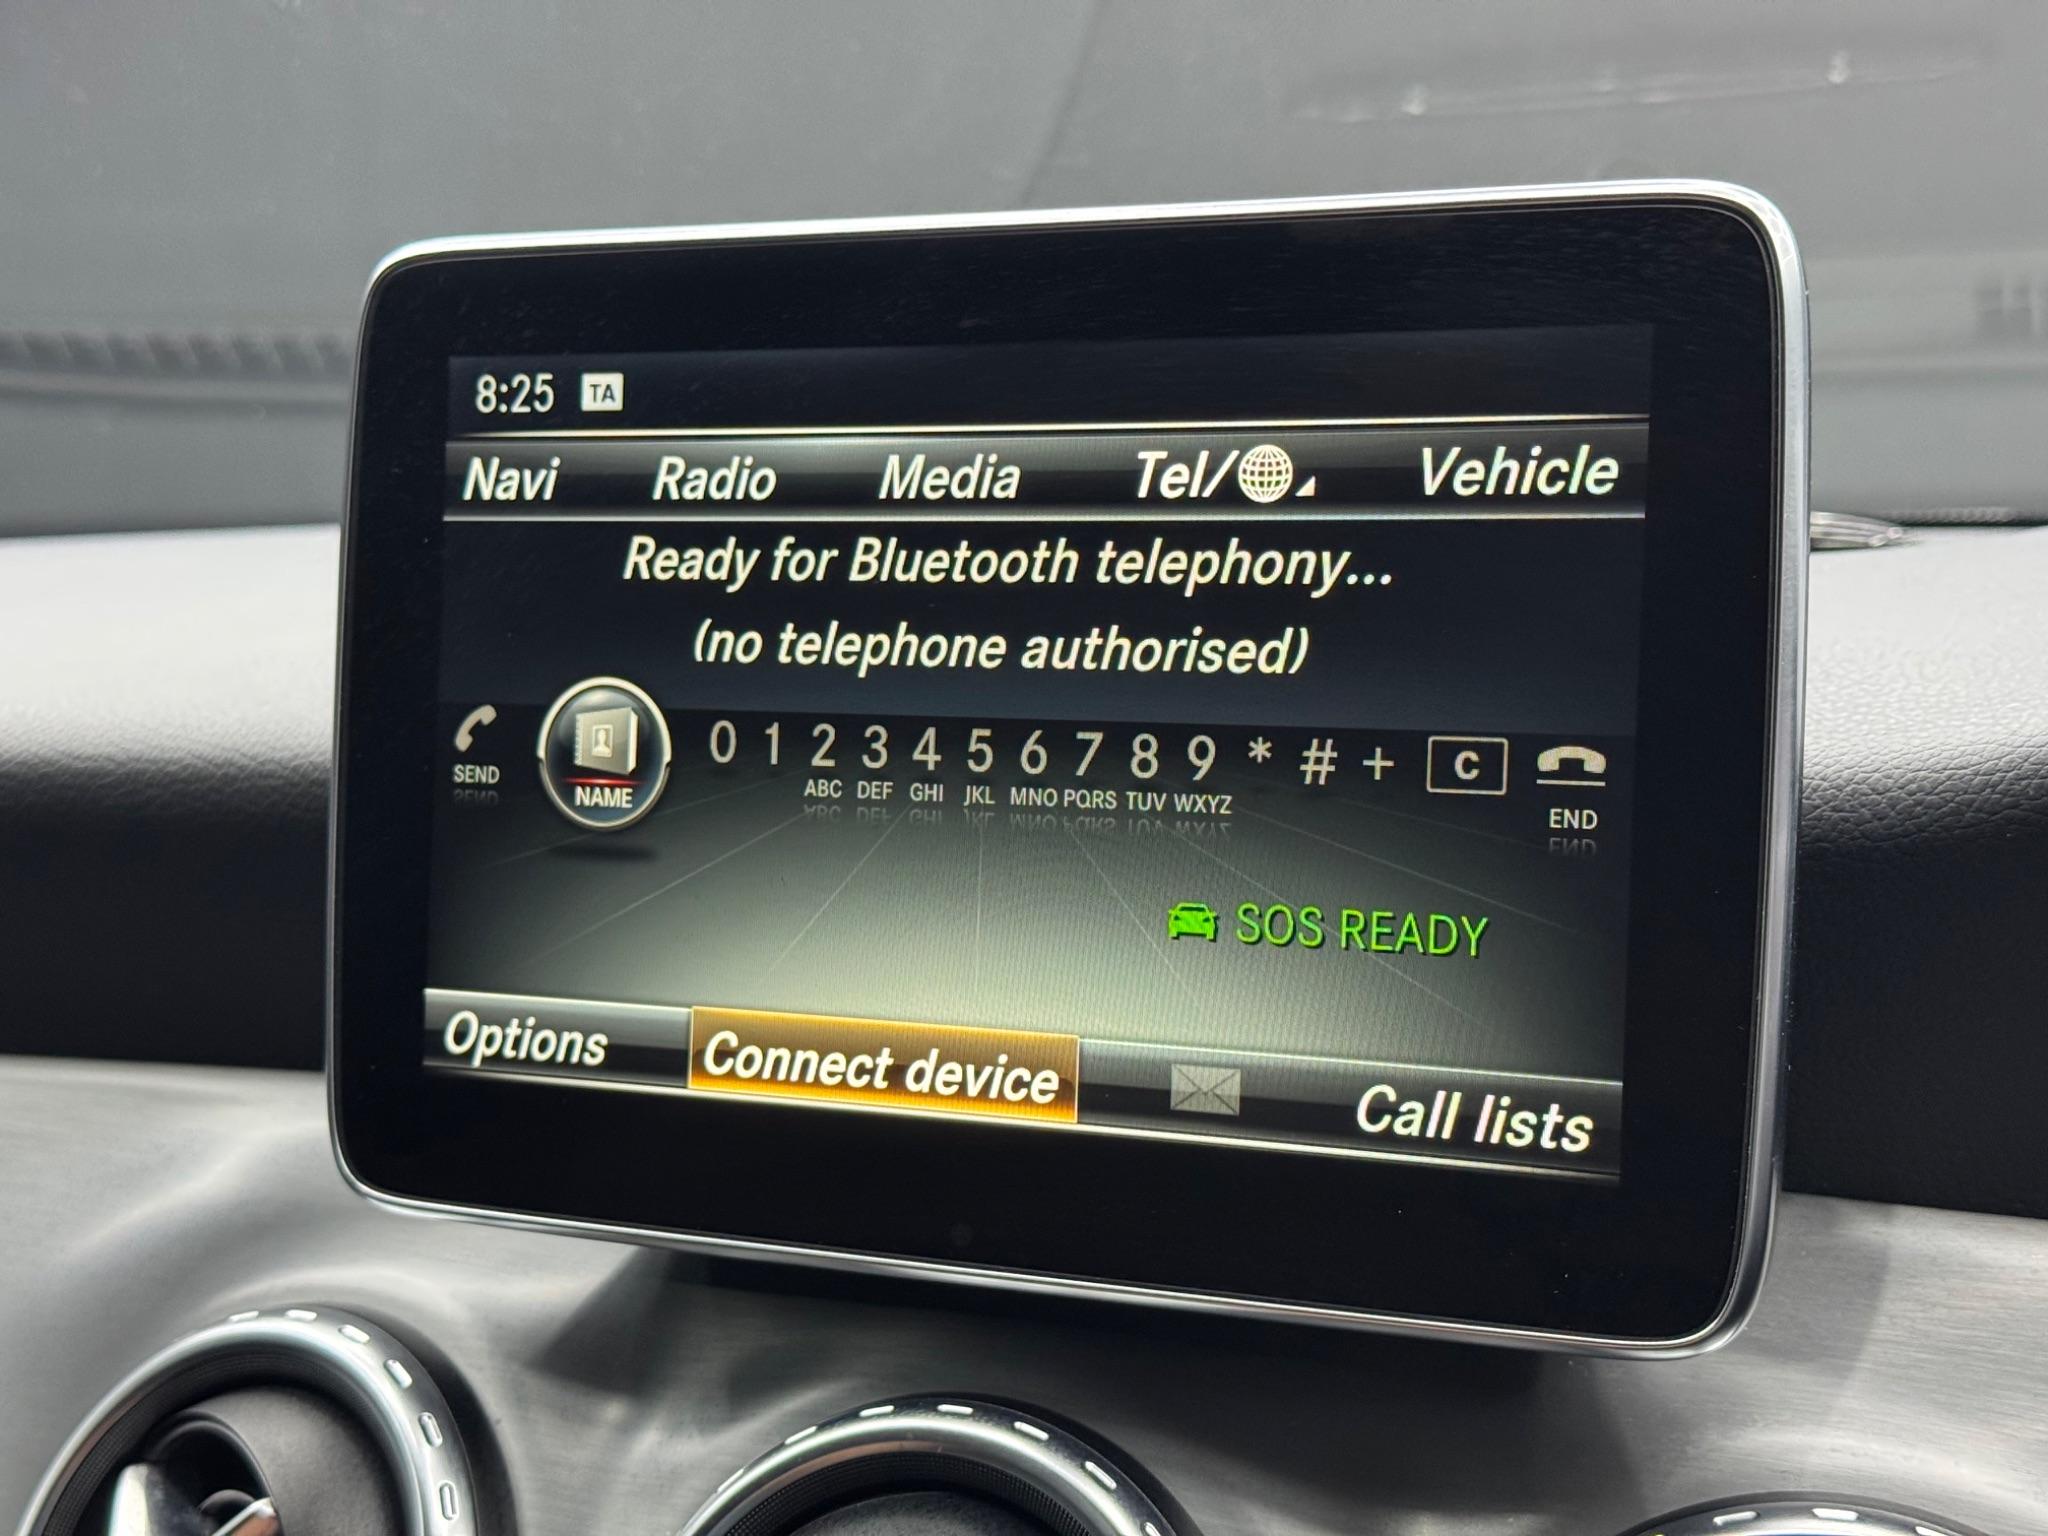 8:25 TA
Navi Radio Media Tel/ Vehicle
Ready for Bluetooth telephony...
(no telephone authorised)
SEND NAME 0 1 2 3 4 5 6 7 8 9 * # + C END
ABC DEF GHI JKL MNO PQRS TUV WXYZ
SOS READY
Options Connect device Call lists